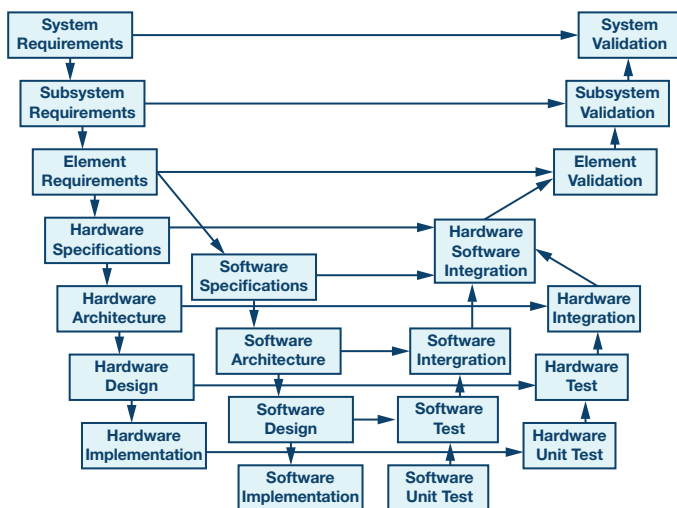 System
Requirements
System
Validation
Subsystem
Requirements
Subsystem
Validation
Element
Requirements
Element
Validation
Hardware
Specifications
Hardware
Software
Integration
Software
Specifications
Hardware
Architecture
Hardware
Integration
Software
Architecture
Software
Intergration
Hardware
Design
Hardware
Test
Software
Design
Software
Test
Hardware
Implementation
Hardware
Unit Test
Software
Implementation
Software
Unit Test